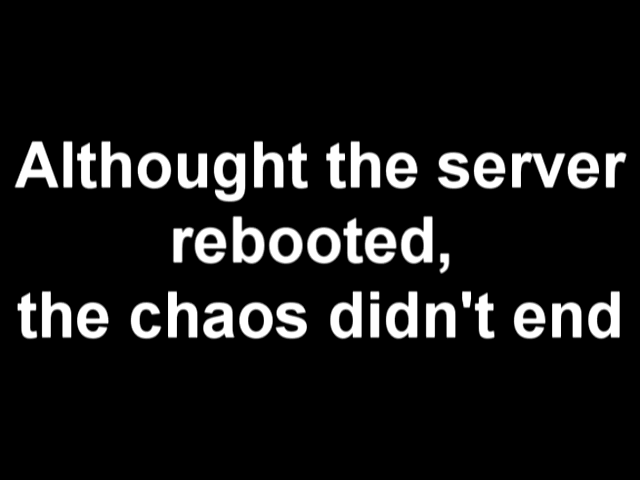 Althought the server
rebooted,
the chaos didn't end